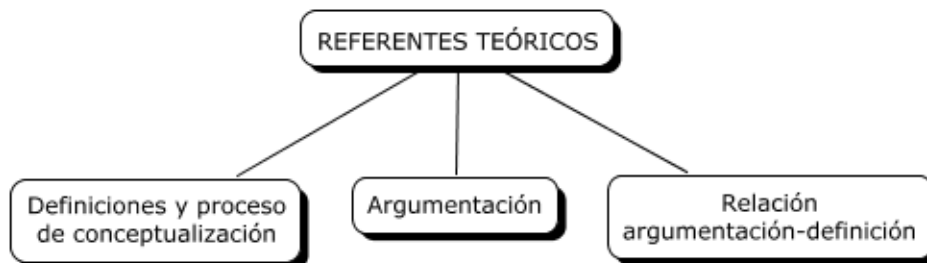 REFERENTES TEÓRICOS
Definiciones y proceso
de conceptualización
Argumentación
Relación
argumentación-definición